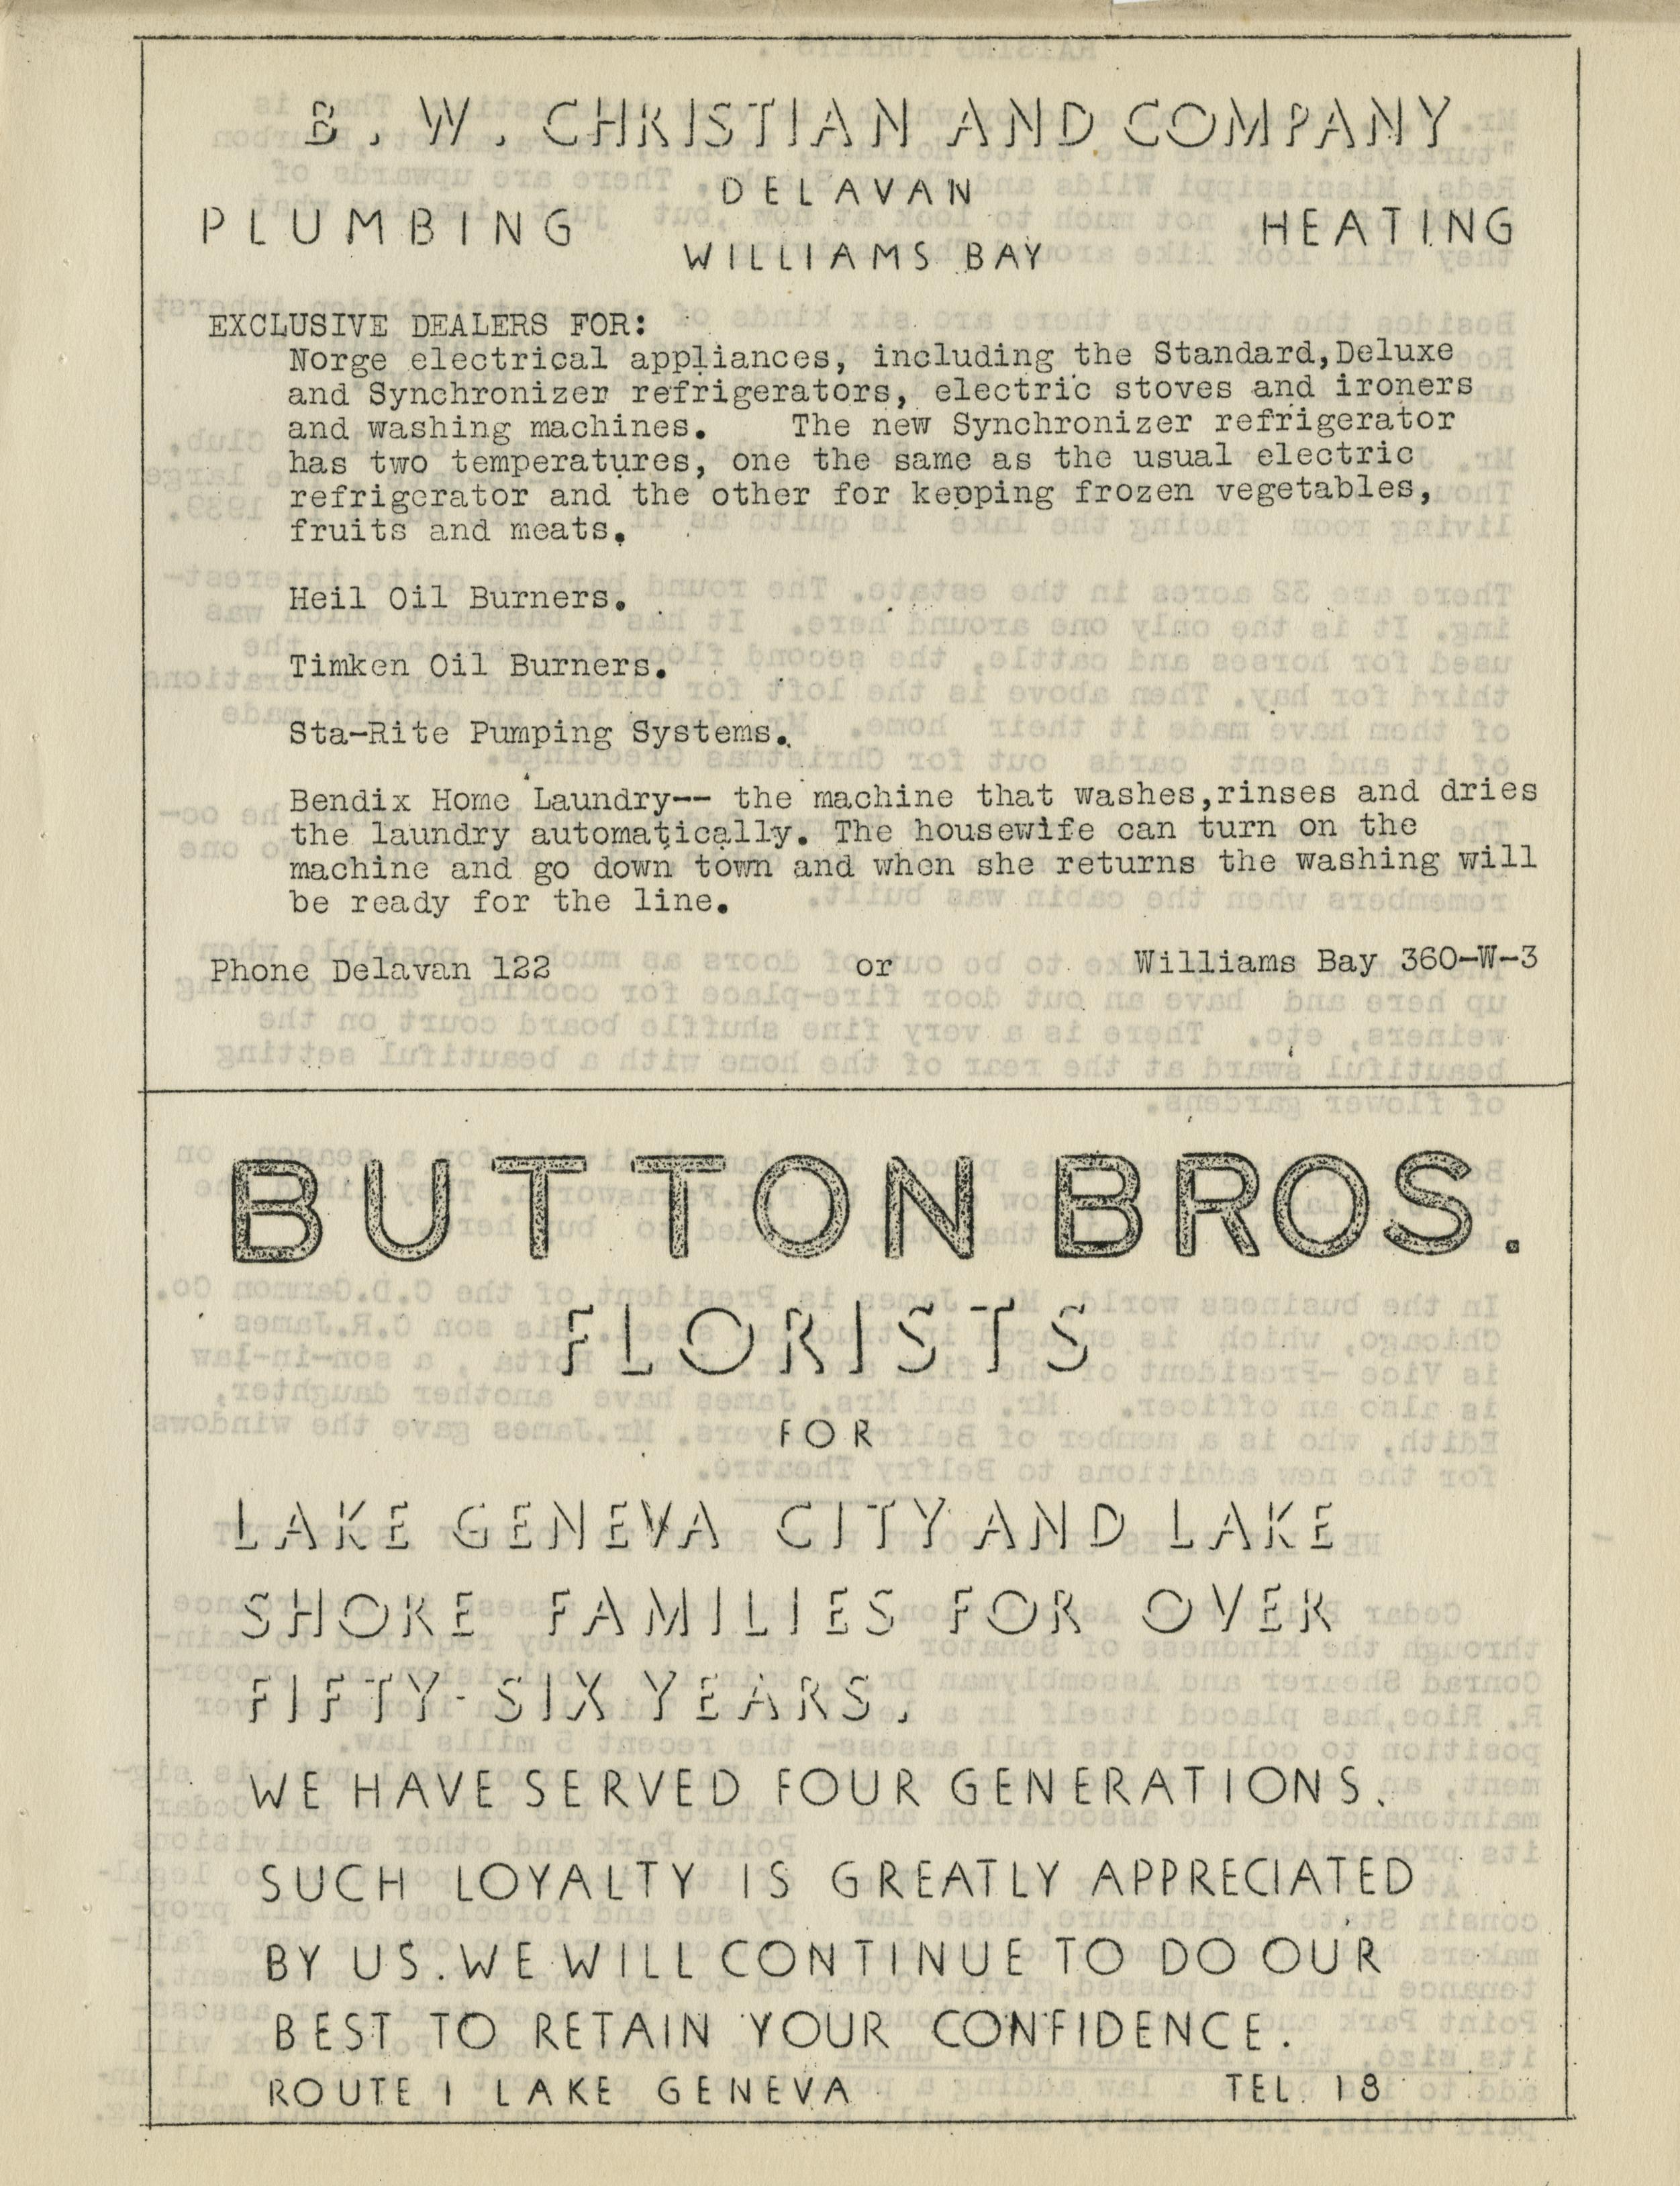 B. W. CHRISTIAN AND COMPANY
DELAVAN
PLUMBING HEATING
WILLIAMS BAY
EXCLUSIVE DEALERS FOR:
Norge electrical appliances, including the Standard,Deluxe
and Synchronizer refrigerators, electric stoves and ironers
and washing machines. The new Synchronizer refrigerator
has two temperatures, one the same as the usual electric
refrigerator and the other for kepping frozen vegetables,
fruits and meats.
Heil Oil Burners.
Timken Oil Burners.
Sta-Rite Pumping Systems.
Bendix Home Laundry-- the machine that washes,rinses and dries
the laundry automatically. The housewife can turn on the
machine and go down town and when she returns the washing will
be ready for the line.
Phone Delavan 122 or Williams Bay 360-W-3
BUTTON BROS.
FLORISTS
FOR
LAKE GENEVA CITY AND LAKE
SHORE FAMILIES FOR OVER
FIFTY-SIX YEARS.
WE HAVE SERVED FOUR GENERATIONS.
SUCH LOYALTY IS GREATLY APPRECIATED
BY US. WE WILL CONTINUE TO DO OUR
BEST TO RETAIN YOUR CONFIDENCE.
ROUTE 1 LAKE GENEVA TEL. 18